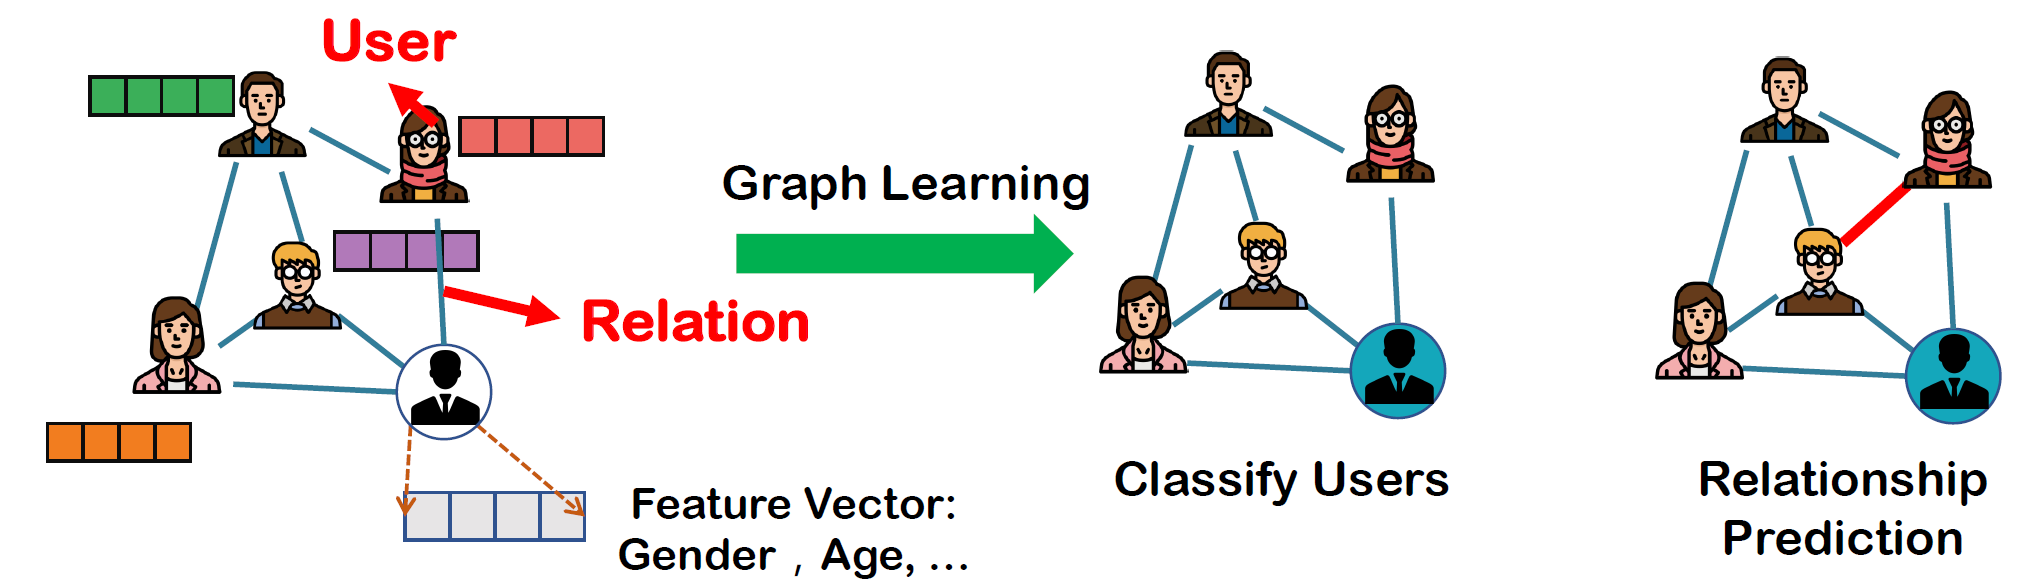 User
Relation
Feature Vector:
Gender , Age, ...
Graph Learning
Classify Users
Relationship
Prediction